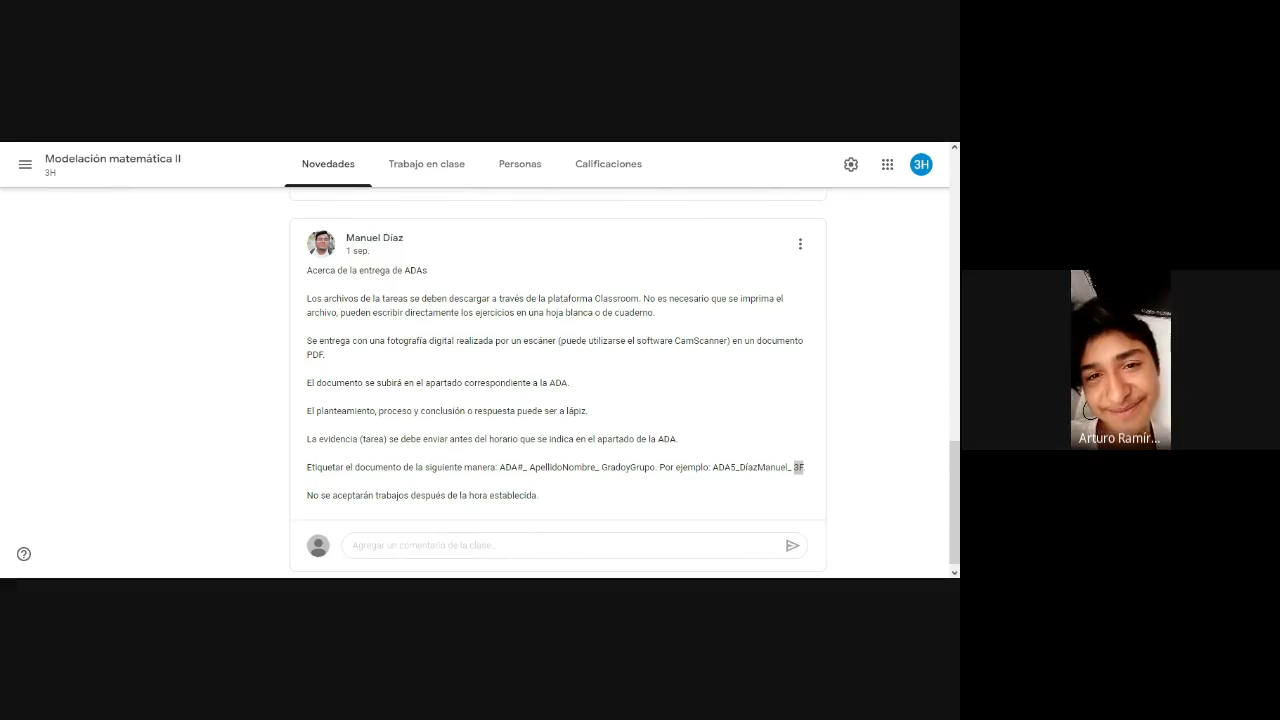 Modelación matemática II
3H
Novedades
Trabajo en clase
Personas
Calificaciones
3H
Manuel Díaz
1 sep.
Acerca de la entrega de ADAs
Los archivos de la tareas se deben descargar a través de la plataforma Classroom. No es necesario que se imprima el
archivo, pueden escribir directamente los ejercicios en una hoja blanca o de cuaderno.
Se entrega con una fotografía digital realizada por un escáner (puede utilizarse el software CamScanner) en un documento
PDF.
El documento se subirá en el apartado correspondiente a la ADA.
El planteamiento, proceso y conclusión o respuesta puede ser a lápiz.
La evidencia (tarea) se debe enviar antes del horario que se indica en el apartado de la ADA.
Etiquetar el documento de la siguiente manera: ADA#_ ApellidoNombre_ GradoyGrupo. Por ejemplo: ADA5_DíazManuel_ 3F.
No se aceptarán trabajos después de la hora establecida.
Agregar un comentario de la clase...
Arturo Ramír...